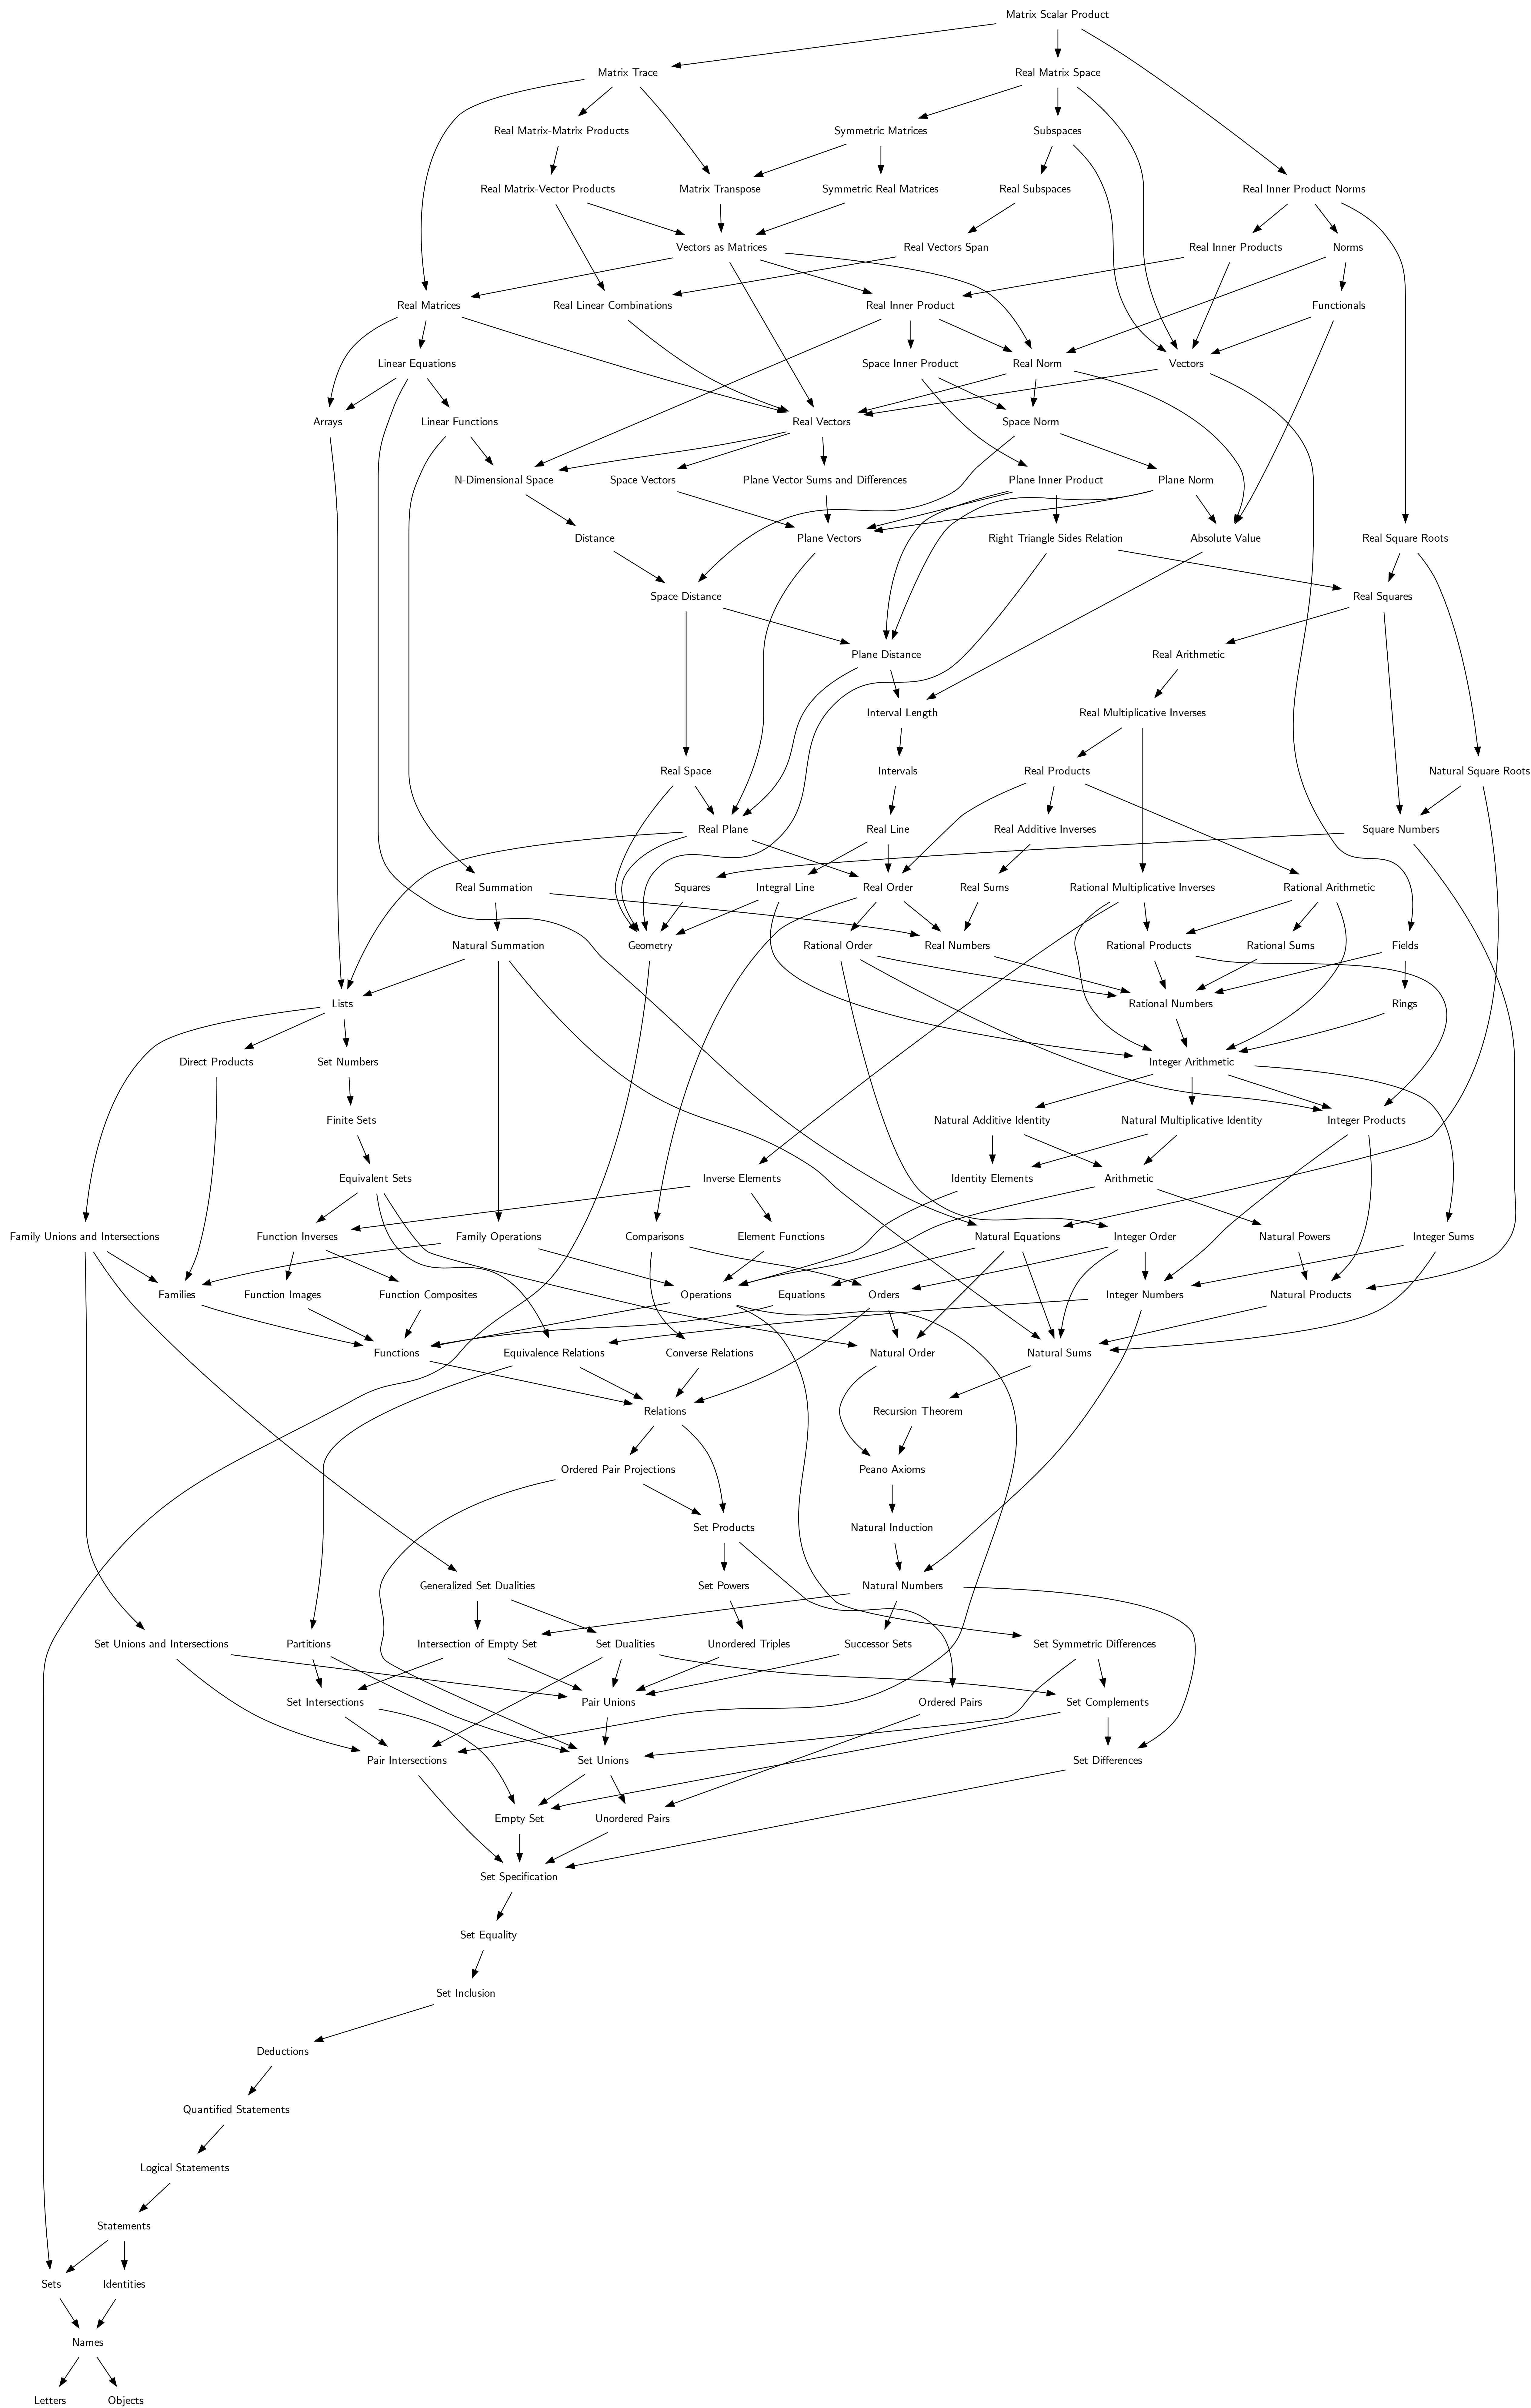 Matrix Scalar Product
Matrix Trace
Real Matrix Space
Real Matrix-Matrix Products
Symmetric Matrices
Subspaces
Real Matrix-Vector Products
Matrix Transpose
Symmetric Real Matrices
Real Subspaces
Real Inner Product Norms
Vectors as Matrices
Real Vectors Span
Real Inner Products
Norms
Real Matrices
Real Linear Combinations
Real Inner Product
Functionals
Linear Equations
Space Inner Product
Real Norm
Vectors
Arrays
Linear Functions
Real Vectors
Space Norm
N-Dimensional Space
Space Vectors
Plane Vector Sums and Differences
Plane Inner Product
Plane Norm
Distance
Plane Vectors
Right Triangle Sides Relation
Absolute Value
Real Square Roots
Space Distance
Real Squares
Plane Distance
Real Arithmetic
Interval Length
Real Multiplicative Inverses
Real Space
Intervals
Real Products
Natural Square Roots
Real Plane
Real Line
Real Additive Inverses
Square Numbers
Real Summation
Squares
Integral Line
Real Order
Real Sums
Rational Multiplicative Inverses
Rational Arithmetic
Natural Summation
Geometry
Rational Order
Real Numbers
Rational Products
Rational Sums
Fields
Lists
Rational Numbers
Rings
Direct Products
Set Numbers
Integer Arithmetic
Finite Sets
Natural Additive Identity
Natural Multiplicative Identity
Integer Products
Equivalent Sets
Inverse Elements
Identity Elements
Arithmetic
Family Unions and Intersections
Function Inverses
Family Operations
Comparisons
Element Functions
Natural Equations
Integer Order
Natural Powers
Integer Sums
Families
Function Images
Function Composites
Operations
Equations
Orders
Integer Numbers
Natural Products
Functions
Equivalence Relations
Converse Relations
Natural Order
Natural Sums
Relations
Recursion Theorem
Ordered Pair Projections
Peano Axioms
Set Products
Natural Induction
Generalized Set Dualities
Set Powers
Natural Numbers
Set Unions and Intersections
Partitions
Intersection of Empty Set
Set Dualities
Unordered Triples
Successor Sets
Set Symmetric Differences
Set Intersections
Pair Unions
Ordered Pairs
Set Complements
Pair Intersections
Set Unions
Set Differences
Empty Set
Unordered Pairs
Set Specification
Set Equality
Set Inclusion
Deductions
Quantified Statements
Logical Statements
Statements
Sets
Identities
Names
Letters
Objects